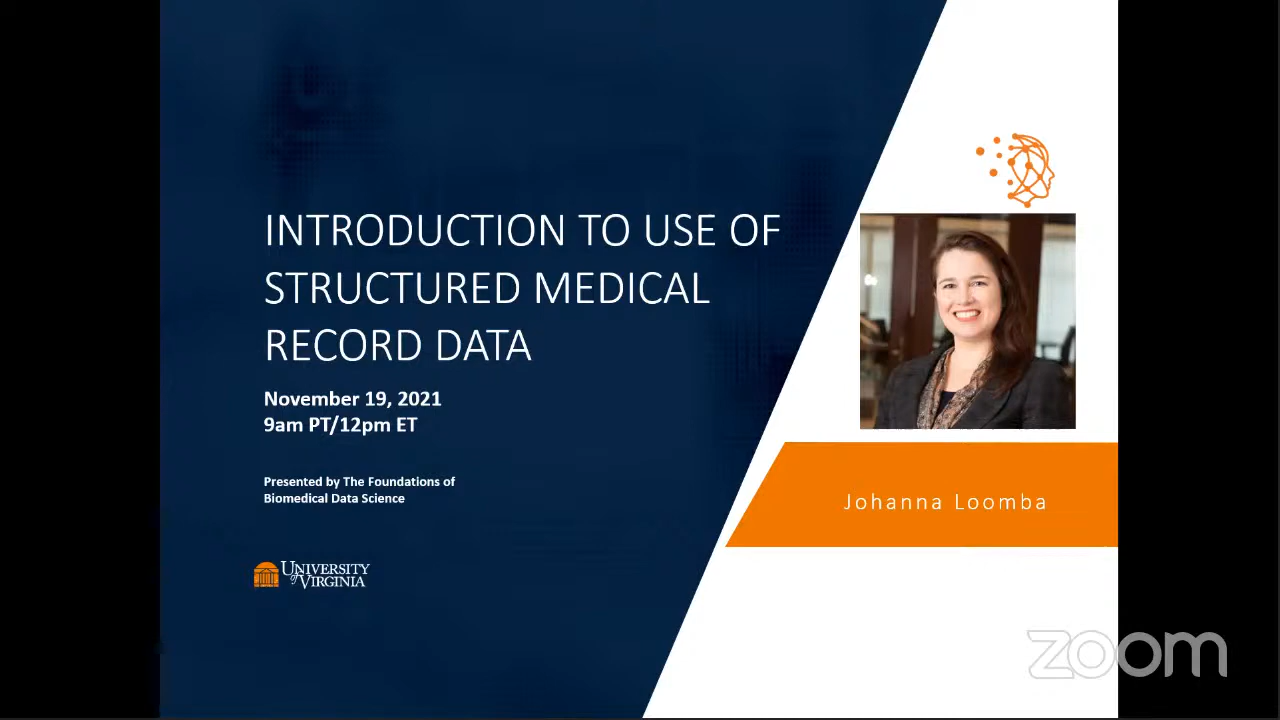 INTRODUCTION TO USE OF
STRUCTURED MEDICAL
RECORD DATA
November 19, 2021
9am PT/12pm ET
Presented by The Foundations of
Biomedical Data Science
UNIVERSITY
of VIRGINIA
Johanna Loomba
zoom